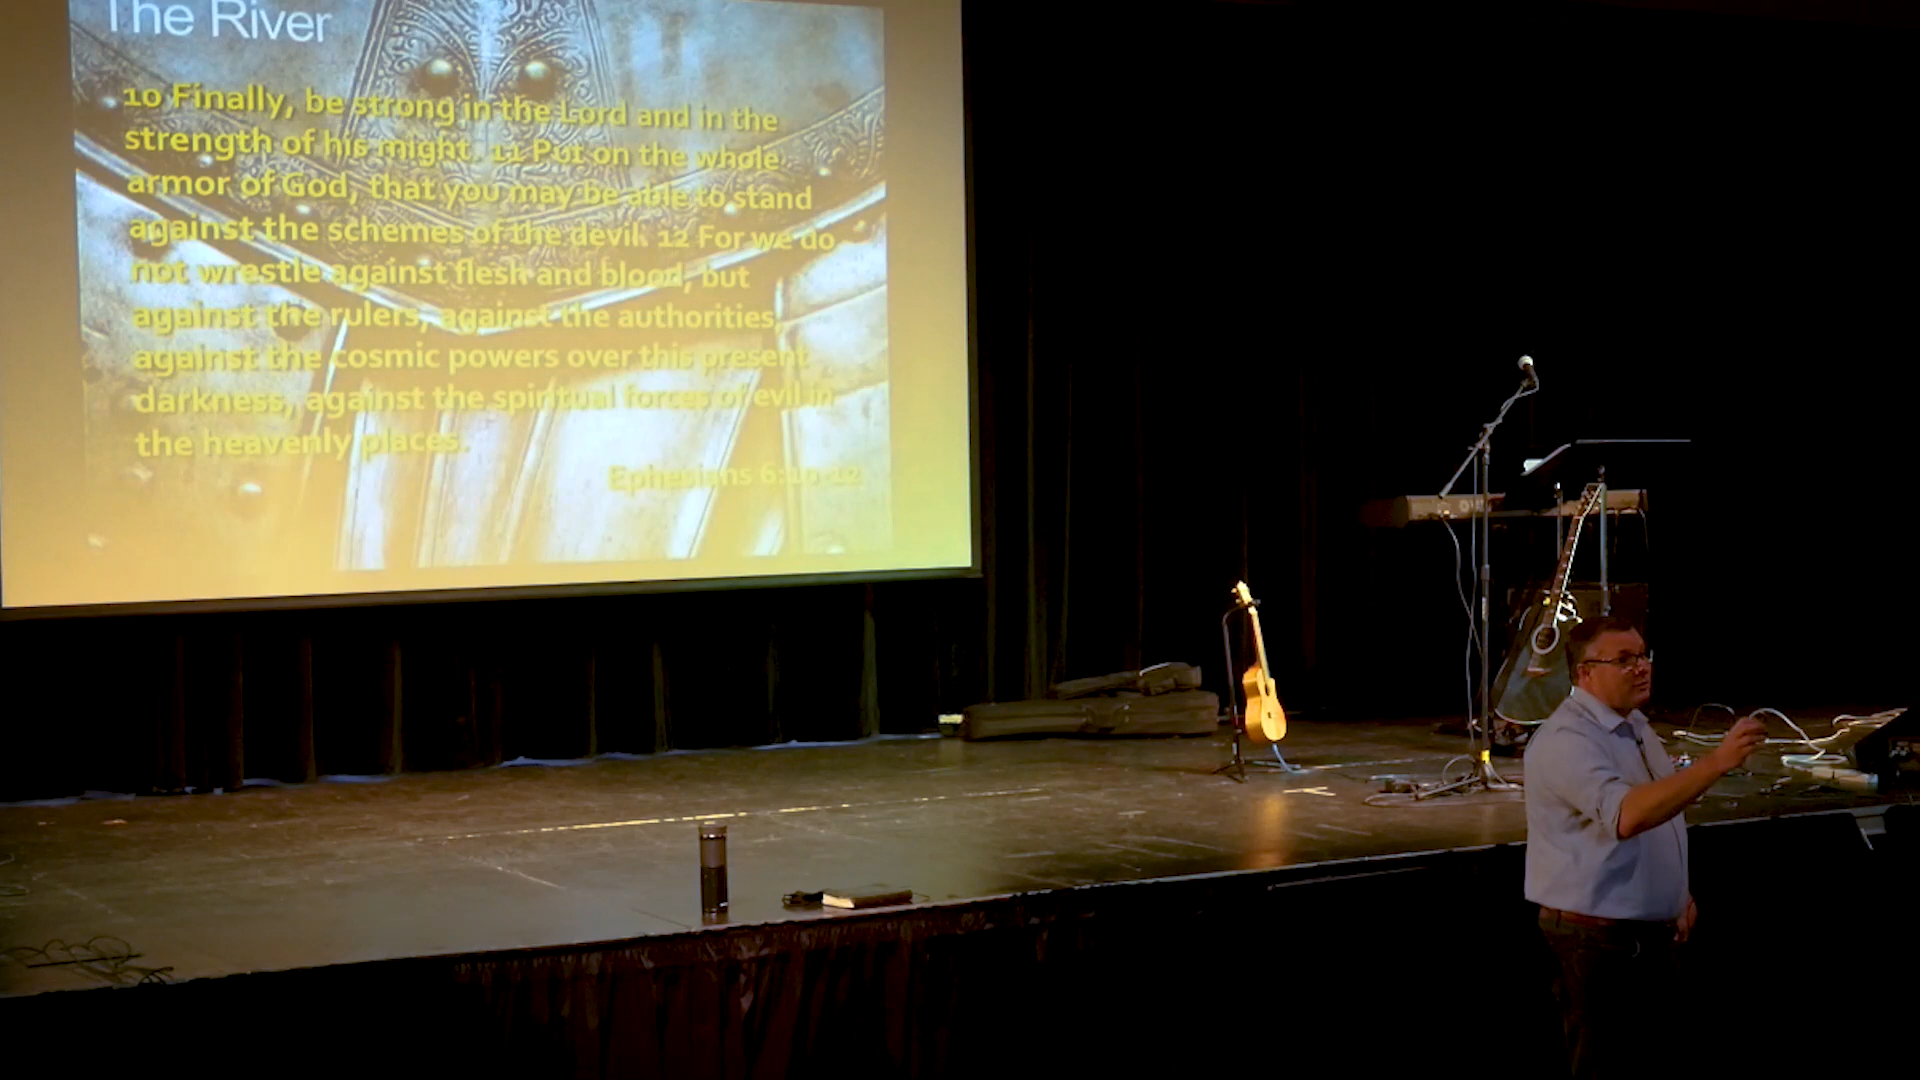 The River
10 Finally, be strong in the Lord and in the
strength of his might. 11 Put on the whole
armor of God, that you may be able to stand
against the schemes of the devil. 12 For we do
not wrestle against flesh and blood, but
against the rulers, against the authorities,
against the cosmic powers over this present
darkness, against the spiritual forces of evil in
the heavenly places.
Ephesians 6:10-12